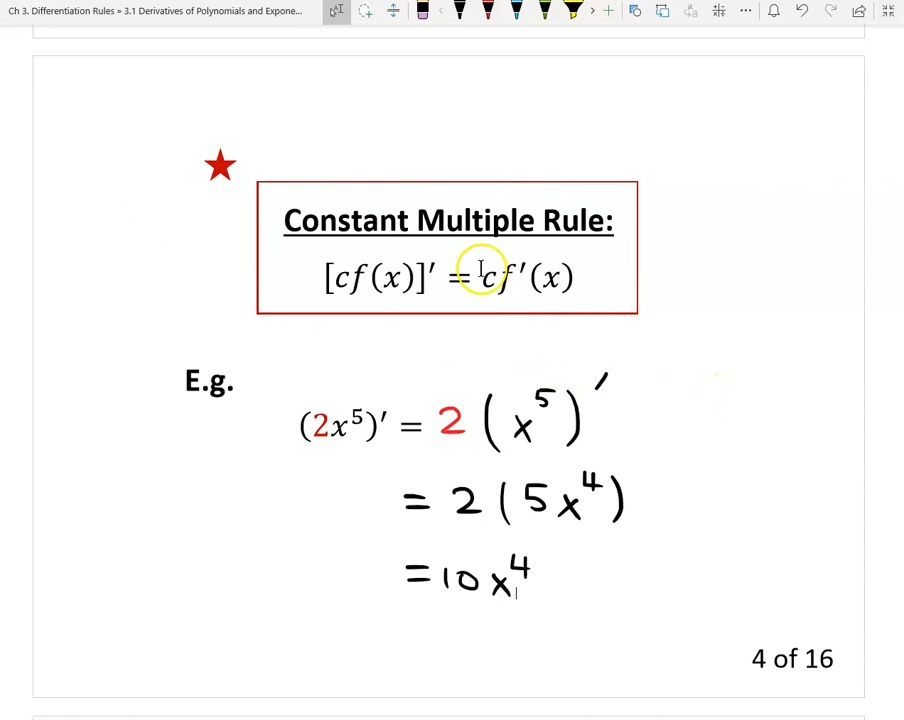 Ch 3. Differentiation Rules » 3.1 Derivatives of Polynomials and Expone...
★
Constant Multiple Rule:
[cf(x)]′ = cf′(x)
E.g.
(2x⁵)′ = 2 (x⁵)′
= 2 (5x⁴)
= 10x⁴
4 of 16